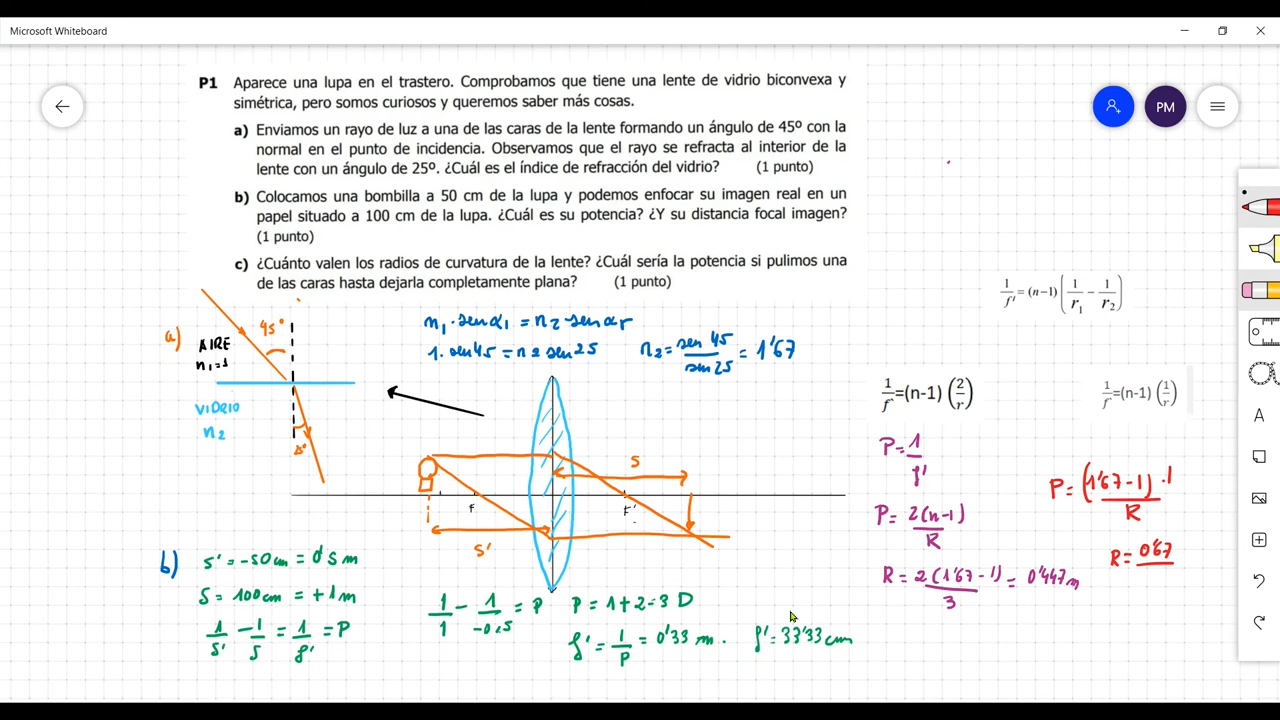 Microsoft Whiteboard
PM
P1 Aparece una lupa en el trastero. Comprobamos que tiene una lente de vidrio biconvexa y
simétrica, pero somos curiosos y queremos saber más cosas.
a) Enviamos un rayo de luz a una de las caras de la lente formando un ángulo de 45º con la
normal en el punto de incidencia. Observamos que el rayo se refracta al interior de la
lente con un ángulo de 25º. ¿Cuál es el índice de refracción del vidrio? (1 punto)
b) Colocamos una bombilla a 50 cm de la lupa y podemos enfocar su imagen real en un
papel situado a 100 cm de la lupa. ¿Cuál es su potencia? ¿Y su distancia focal imagen?
(1 punto)
c) ¿Cuánto valen los radios de curvatura de la lente? ¿Cuál sería la potencia si pulimos una
de las caras hasta dejarla completamente plana? (1 punto)
a)
45°
AIRE
n1=1
VIDRIO
n2
n1·sen α1 = n2 sen αr
1·sen45 = n2 sen 25
n2 = sen 45 / sen 25 = 1'67
F
F'
S
S'
b)
S' = -50cm = 0'5 m
S = 100cm = +1m
1/S' - 1/S = 1/f' = P
1/1 - 1/-0.5 = P
P = 1+2=3 D
f' = 1/P = 0'33 m.
f' = 33'33 cm
1/f' = (n-1) (1/r1 - 1/r2)
1/f'=(n-1) (2/r)
1/f'=(n-1) (1/r)
P = 1/f'
P = 2(n-1)/R
R = 2(1'67-1)/3 = 0'447m
P = (1'67-1)·1/R
R = 0'67
A